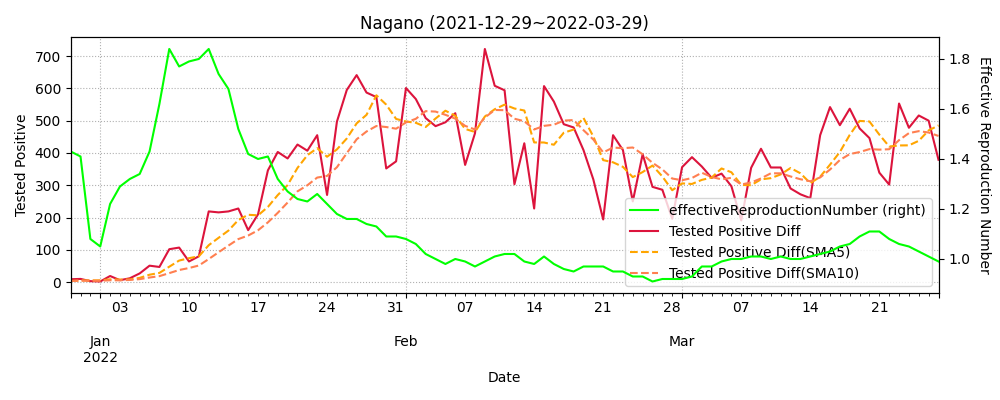 Nagano (2021-12-29~2022-03-29)
Tested Positive
700
600
500
400
300
200
100
0
1.8
1.6
1.4
1.2
1.0
Effective Reproduction Number
effectiveReproductionNumber (right)
Tested Positive Diff
Tested Positive Diff(SMA5)
Tested Positive Diff(SMA10)
03 10 17 24 31 07 14 21 28 07 14 21
Jan Feb Mar
2022
Date